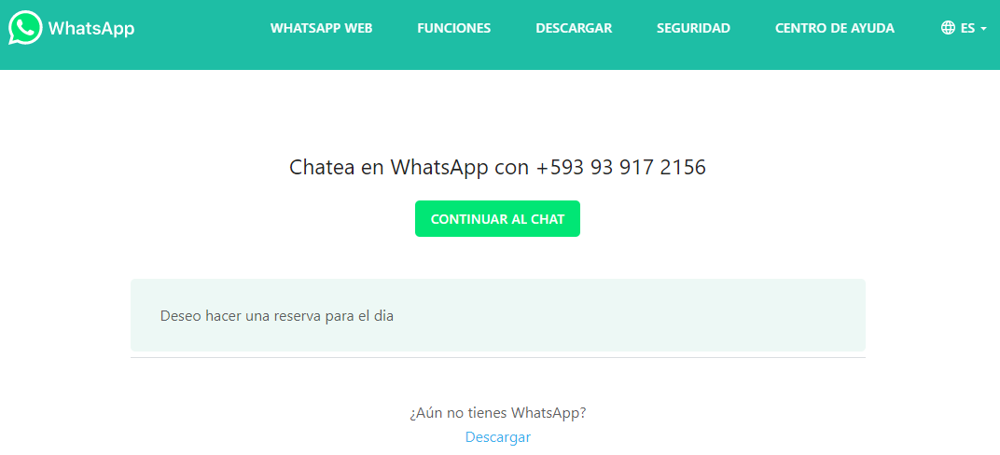 WhatsApp WHATSAPP WEB FUNCIONES DESCARGAR SEGURIDAD CENTRO DE AYUDA ES
Chatea en WhatsApp con +593 93 917 2156
CONTINUAR AL CHAT
Deseo hacer una reserva para el dia
¿Aún no tienes WhatsApp?
Descargar